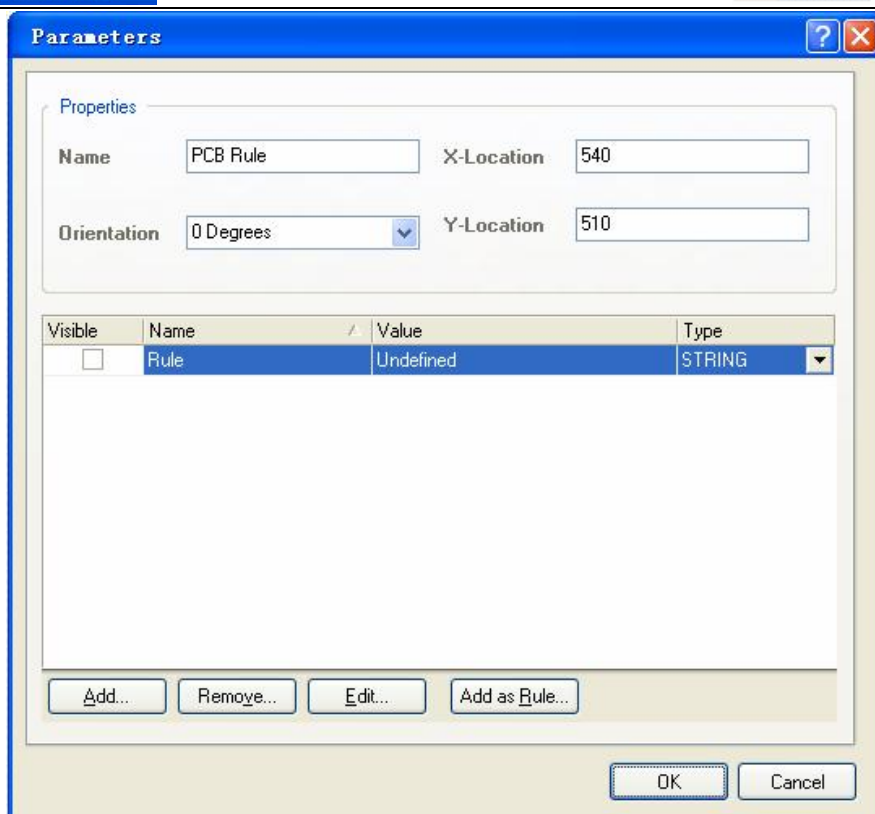 Parameters
Properties
Name PCB Rule X-Location 540
Orientation 0 Degrees Y-Location 510
Visible Name Value Type
Rule Undefined STRING
Add... Remove... Edit... Add as Rule...
OK Cancel